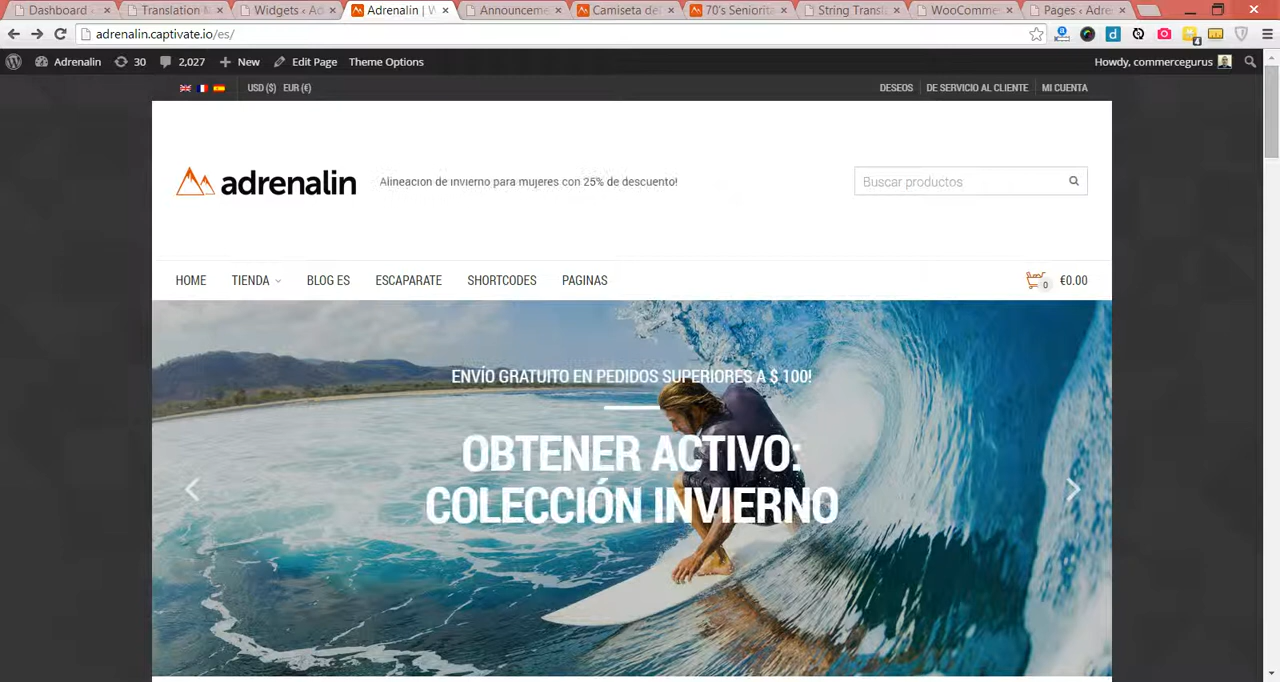 Dashboard
Translation M
Widgets ‹ Ad
Adrenalin | W
Announceme
Camiseta de
70's Seniorita
String Transl
WooCommer
Pages ‹ Adre
adrenalin.captivate.io/es/
Adrenalin 30 2,027 New Edit Page Theme Options Howdy, commercegurus
USD ($) EUR (€) DESEOS DE SERVICIO AL CLIENTE MI CUENTA
adrenalin Alineacion de invierno para mujeres con 25% de descuento! Buscar productos
HOME TIENDA BLOG ES ESCAPARATE SHORTCODES PAGINAS 0 €0.00
ENVÍO GRATUITO EN PEDIDOS SUPERIORES A $ 100!
OBTENER ACTIVO:
COLECCIÓN INVIERNO